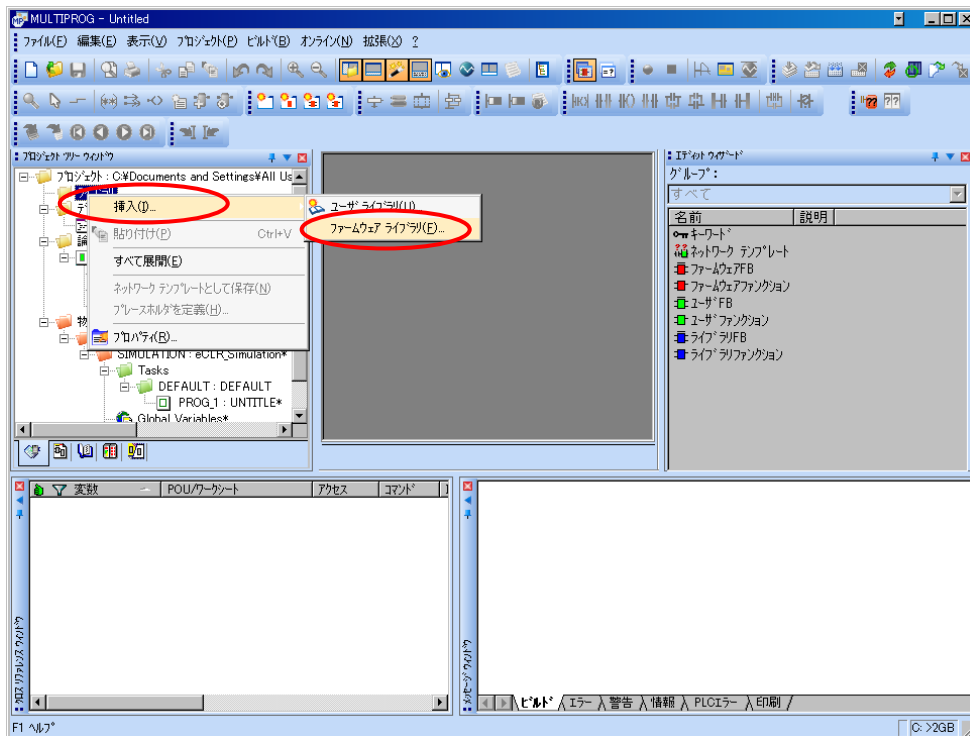 MULTIPROG - Untitled
ﾌｧｲﾙ(F) 編集(E) 表示(V) ﾌﾟﾛｼﾞｪｸﾄ(P) ﾋﾞﾙﾄﾞ(B) ｵﾝﾗｲﾝ(N) 拡張(X) ?
ﾌﾟﾛｼﾞｪｸﾄ ﾂﾘｰ ｳｨﾝﾄﾞｳ
ﾌﾟﾛｼﾞｪｸﾄ : C:¥Documents and Settings¥All Us
挿入(I)...
貼り付け(P) Ctrl+V
すべて展開(E)
ﾈｯﾄﾜｰｸ ﾃﾝﾌﾟﾚｰﾄとして保存(N)
ﾌﾟﾚｰｽﾎﾙﾀﾞを定義(H)...
ﾌﾟﾛﾊﾟﾃｨ(R)...
ﾕｰｻﾞ ﾗｲﾌﾞﾗﾘ(U)...
ﾌｧｰﾑｳｪｱ ﾗｲﾌﾞﾗﾘ(F)...
デ
論
物
SIMULATION : eCLR_Simulation*
Tasks
DEFAULT : DEFAULT
PROG_1 : UNTITLE*
Global Variables*
ｴﾃﾞｨｯﾄ ｳｨｻﾞｰﾄﾞ
ｸﾞﾙｰﾌﾟ :
すべて
名前 説明
ｷｰﾜｰﾄﾞ
ﾈｯﾄﾜｰｸ ﾃﾝﾌﾟﾚｰﾄ
ﾌｧｰﾑｳｪｱFB
ﾌｧｰﾑｳｪｱﾌｧﾝｸｼｮﾝ
ﾕｰｻﾞFB
ﾕｰｻﾞﾌｧﾝｸｼｮﾝ
ﾗｲﾌﾞﾗﾘFB
ﾗｲﾌﾞﾗﾘﾌｧﾝｸｼｮﾝ
変数 POU/ﾜｰｸｼｰﾄ ｱｸｾｽ ｺﾏﾝﾄﾞ
ｸﾛｽ ﾘﾌｧﾚﾝｽ ｳｨﾝﾄﾞｳ
ﾒｯｾｰｼﾞ ｳｨﾝﾄﾞｳ
ﾋﾞﾙﾄﾞ ｴﾗｰ 警告 情報 PLCｴﾗｰ 印刷
F1 ﾍﾙﾌﾟ
C: >2GB